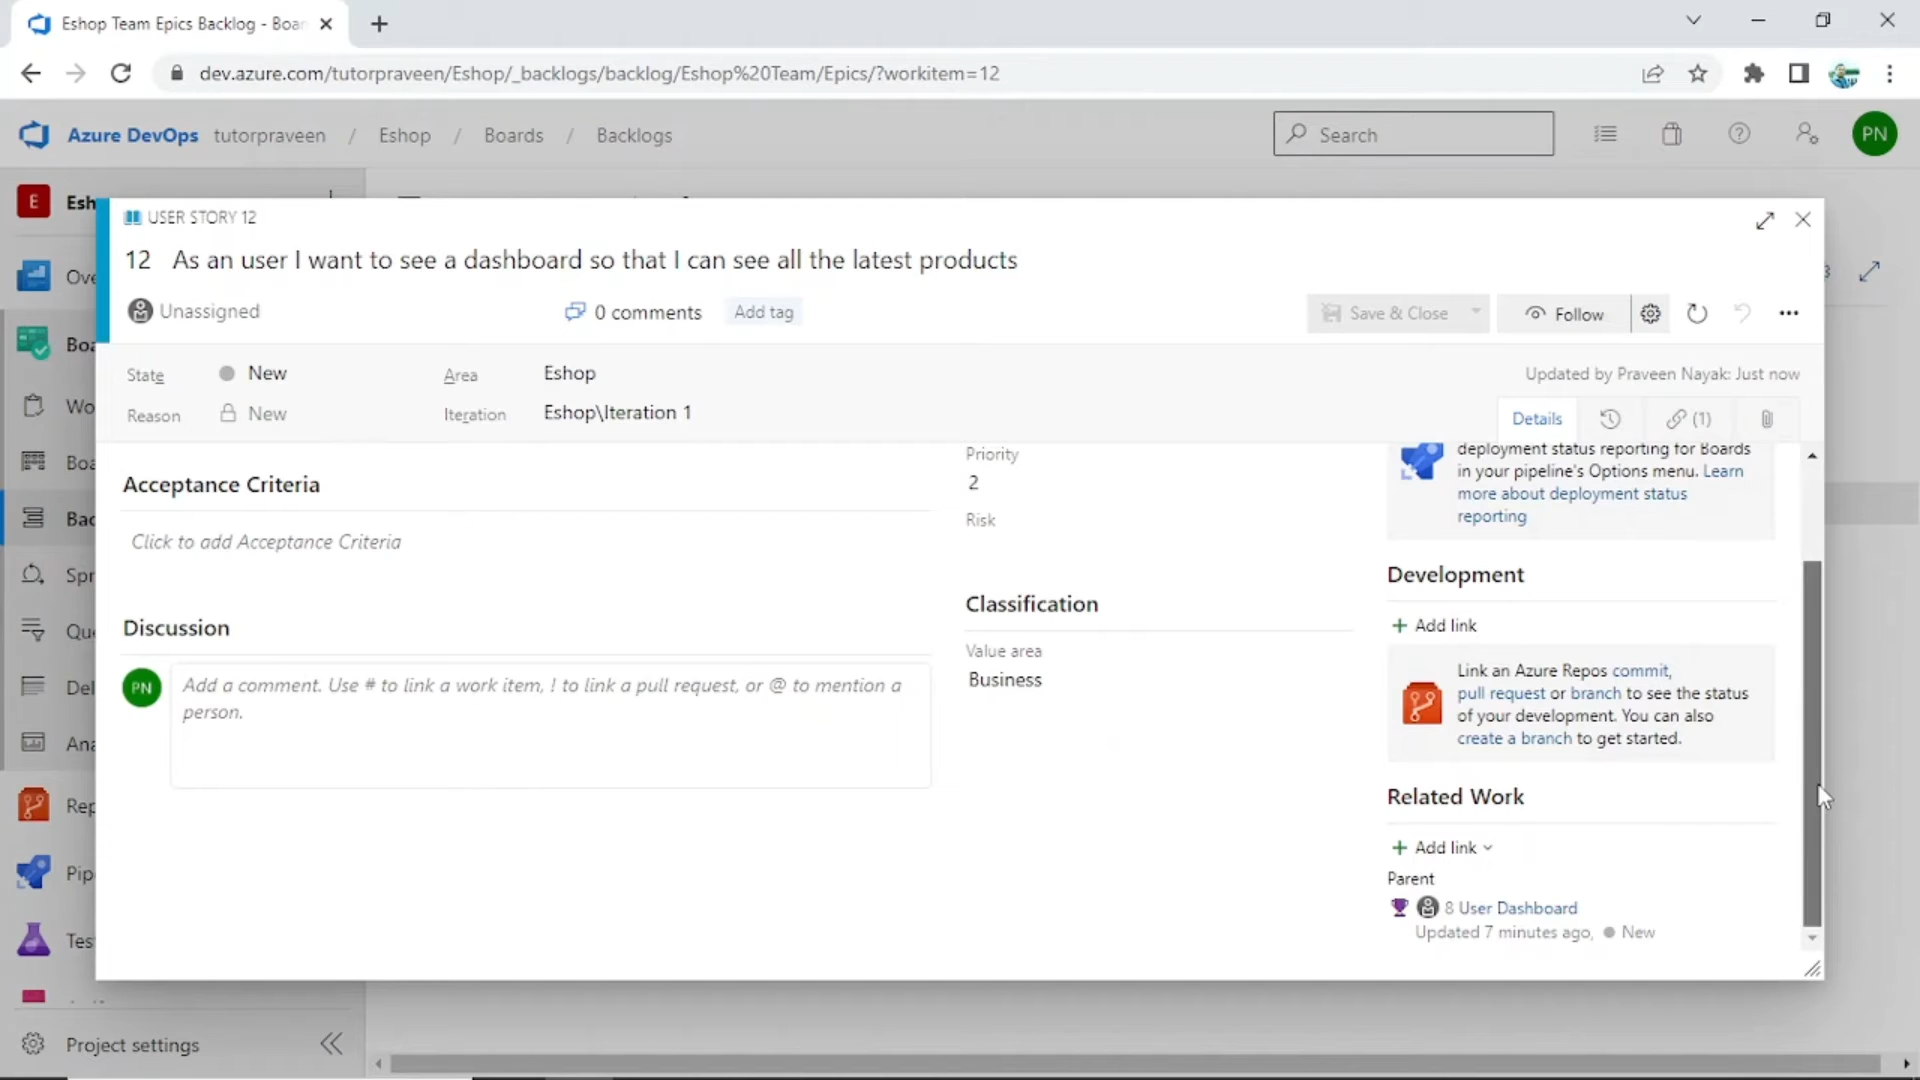 Eshop Team Epics Backlog - Boar
dev.azure.com/tutorpraveen/Eshop/_backlogs/backlog/Eshop%20Team/Epics/?workitem=12
Azure DevOps tutorpraveen / Eshop / Boards / Backlogs
Search
PN
E Esh
USER STORY 12
12 As an user I want to see a dashboard so that I can see all the latest products
Ove
Unassigned
0 comments
Add tag
Save & Close
Follow
Boa
State
New
Area
Eshop
Updated by Praveen Nayak: Just now
Reason
New
Iteration
Eshop\Iteration 1
Details
(1)
Wo
Boa
Bac
Spr
Que
Del
Ana
Rep
Pip
Tes
Acceptance Criteria
Click to add Acceptance Criteria
Discussion
PN
Add a comment. Use # to link a work item, ! to link a pull request, or @ to mention a
person.
Priority
2
Risk
Classification
Value area
Business
deployment status reporting for Boards
in your pipeline's Options menu. Learn
more about deployment status
reporting
Development
Add link
Link an Azure Repos commit,
pull request or branch to see the status
of your development. You can also
create a branch to get started.
Related Work
Add link
Parent
8 User Dashboard
Updated 7 minutes ago, New
Project settings